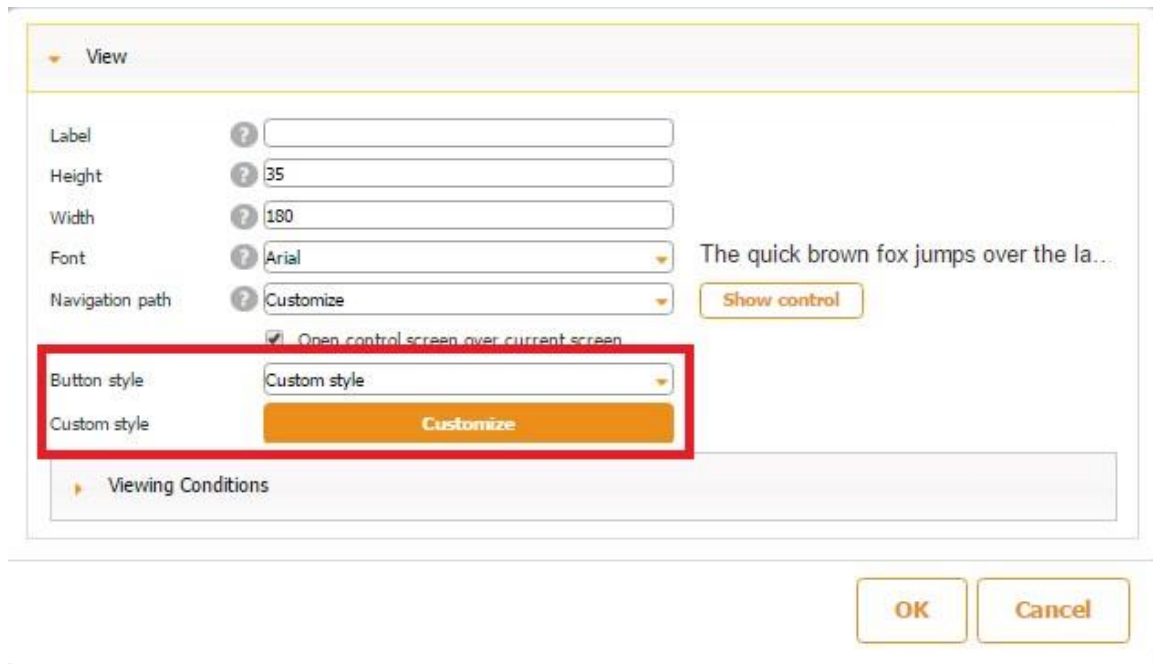 View
Label ?
Height ? 35
Width ? 180
Font ? Arial The quick brown fox jumps over the la...
Navigation path ? Customize Show control
Open control screen over current screen
Button style Custom style
Custom style Customize
Viewing Conditions
OK Cancel